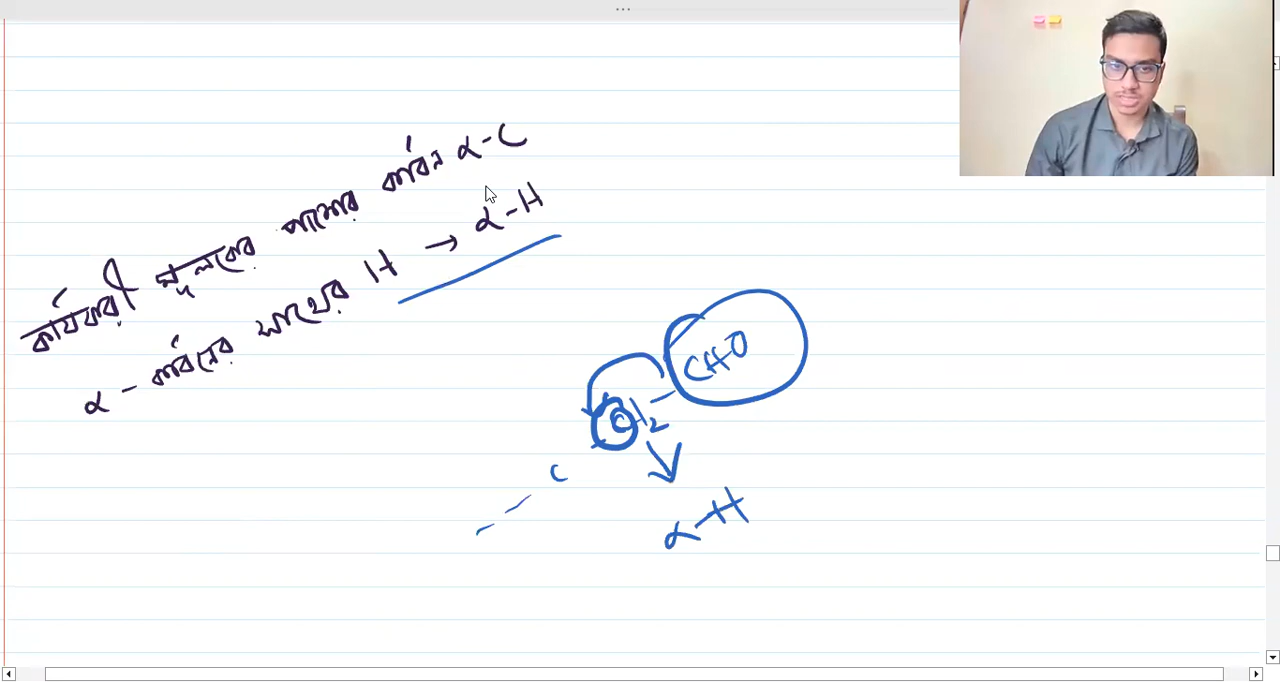 কার্যকরী মূলকের পাশের কার্বন α-C
α - কার্বনের সাথের H → α-H
CHO
CH₂ -
C
α-H